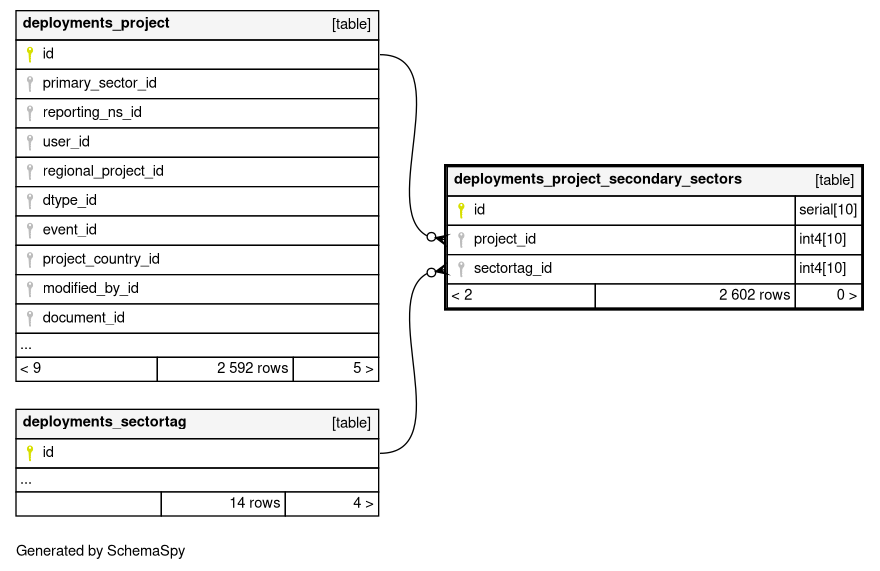 deployments_project [table]
id
primary_sector_id
reporting_ns_id
user_id
regional_project_id
dtype_id
event_id
project_country_id
modified_by_id
document_id
...
< 9 2 592 rows 5 >
deployments_project_secondary_sectors [table]
id serial[10]
project_id int4[10]
sectortag_id int4[10]
< 2 2 602 rows 0 >
deployments_sectortag [table]
id
...
14 rows 4 >
Generated by SchemaSpy